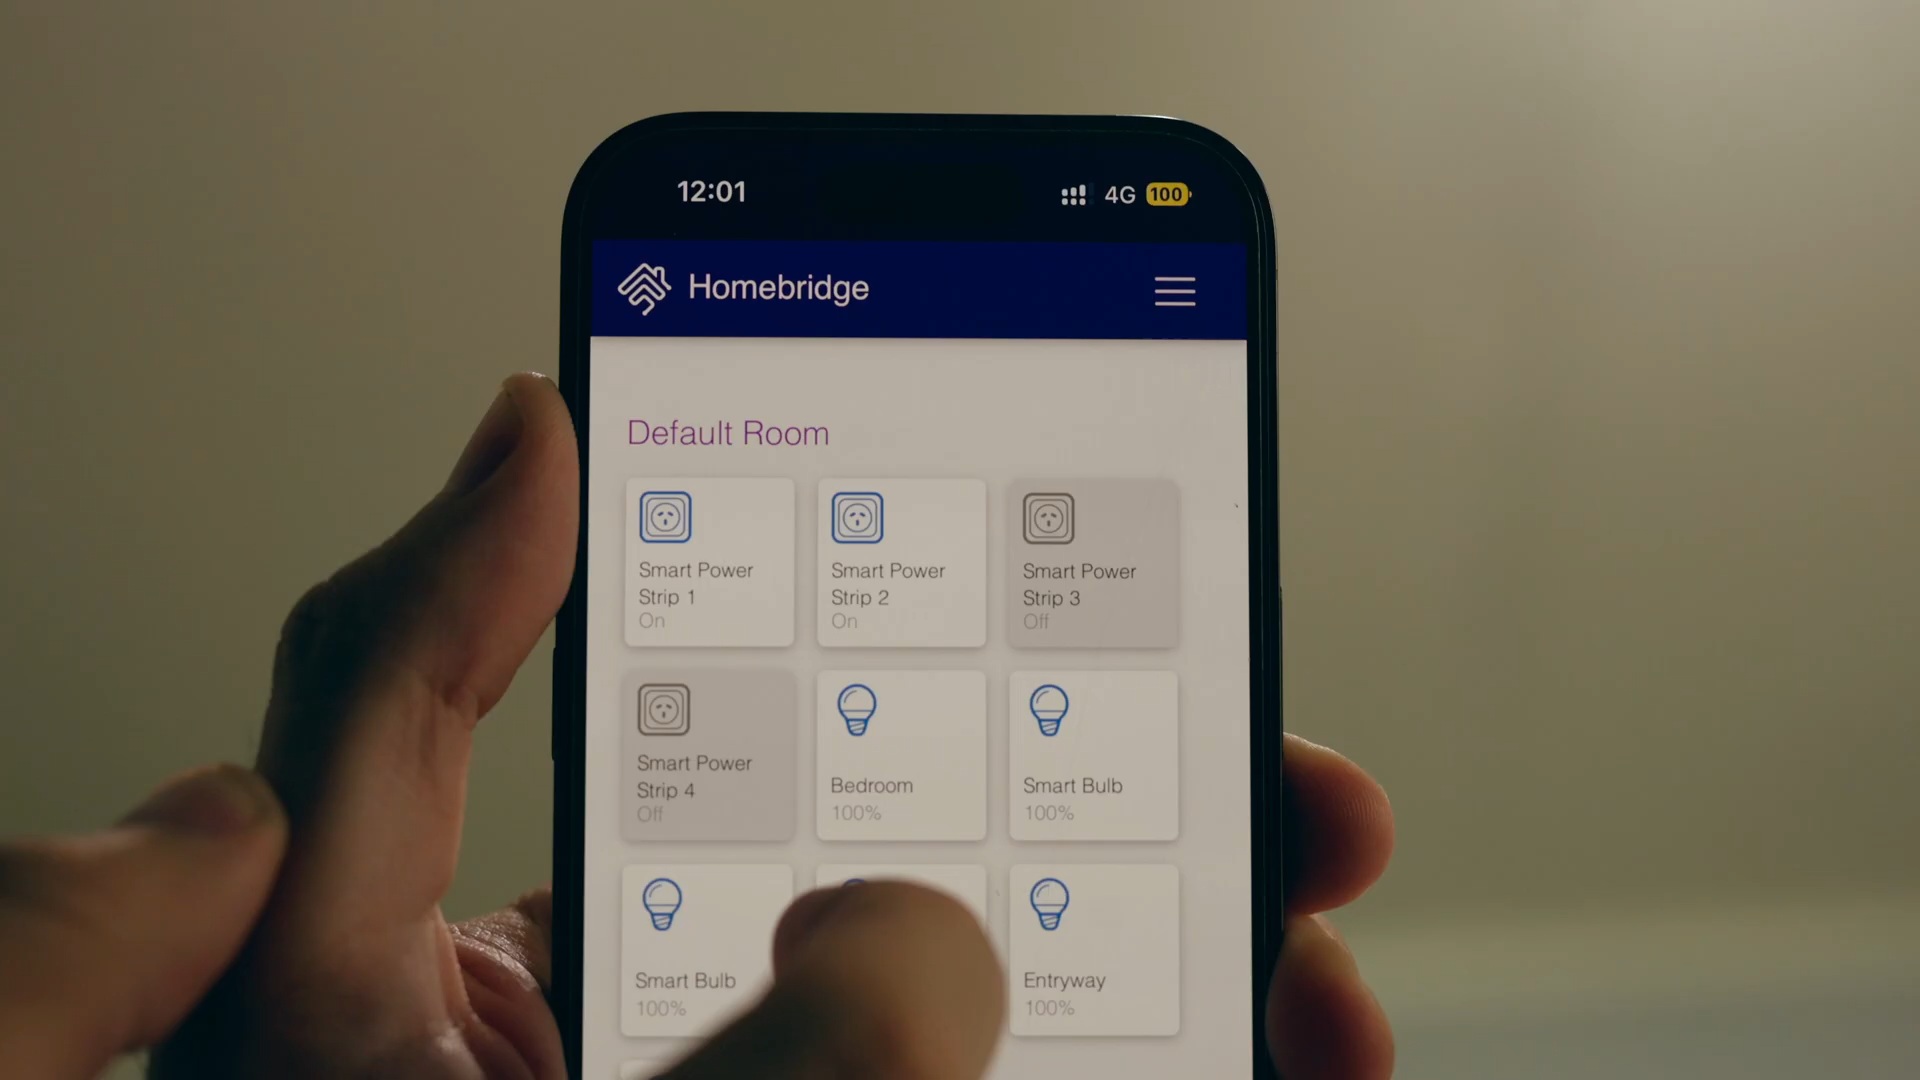 12:01
4G 100
Homebridge
Default Room
Smart Power
Strip 1
On
Smart Power
Strip 2
On
Smart Power
Strip 3
Off
Smart Power
Strip 4
Off
Bedroom
100%
Smart Bulb
100%
Smart Bulb
100%
Entryway
100%